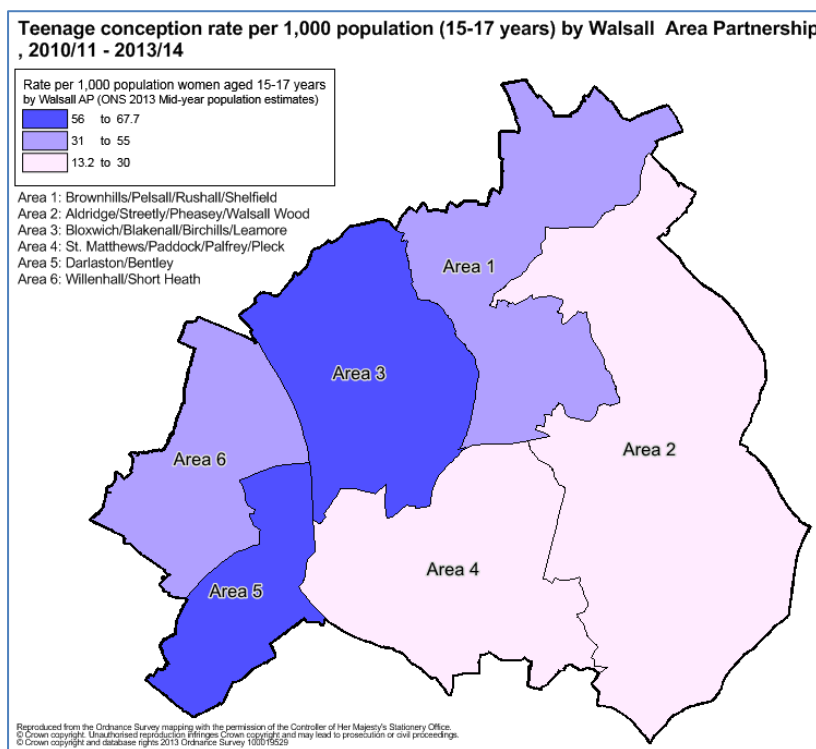 Teenage conception rate per 1,000 population (15-17 years) by Walsall Area Partnership
, 2010/11 - 2013/14
Rate per 1,000 population women aged 15-17 years
by Walsall AP (ONS 2013 Mid-year population estimates)
56 to 67.7
31 to 55
13.2 to 30
Area 1: Brownhills/Pelsall/Rushall/Shelfield
Area 2: Aldridge/Streetly/Pheasey/Walsall Wood
Area 3: Bloxwich/Blakenall/Birchills/Leamore
Area 4: St. Matthews/Paddock/Palfrey/Pleck
Area 5: Darlaston/Bentley
Area 6: Willenhall/Short Heath
Area 1
Area 3
Area 2
Area 6
Area 4
Area 5
Reproduced from the Ordnance Survey mapping with the permission of the Controller of Her Majesty's Stationery Office.
© Crown copyright. Unauthorised reproduction infringes Crown copyright and may lead to prosecution or civil proceedings.
© Crown copyright and database rights 2013 Ordnance Survey 100019529